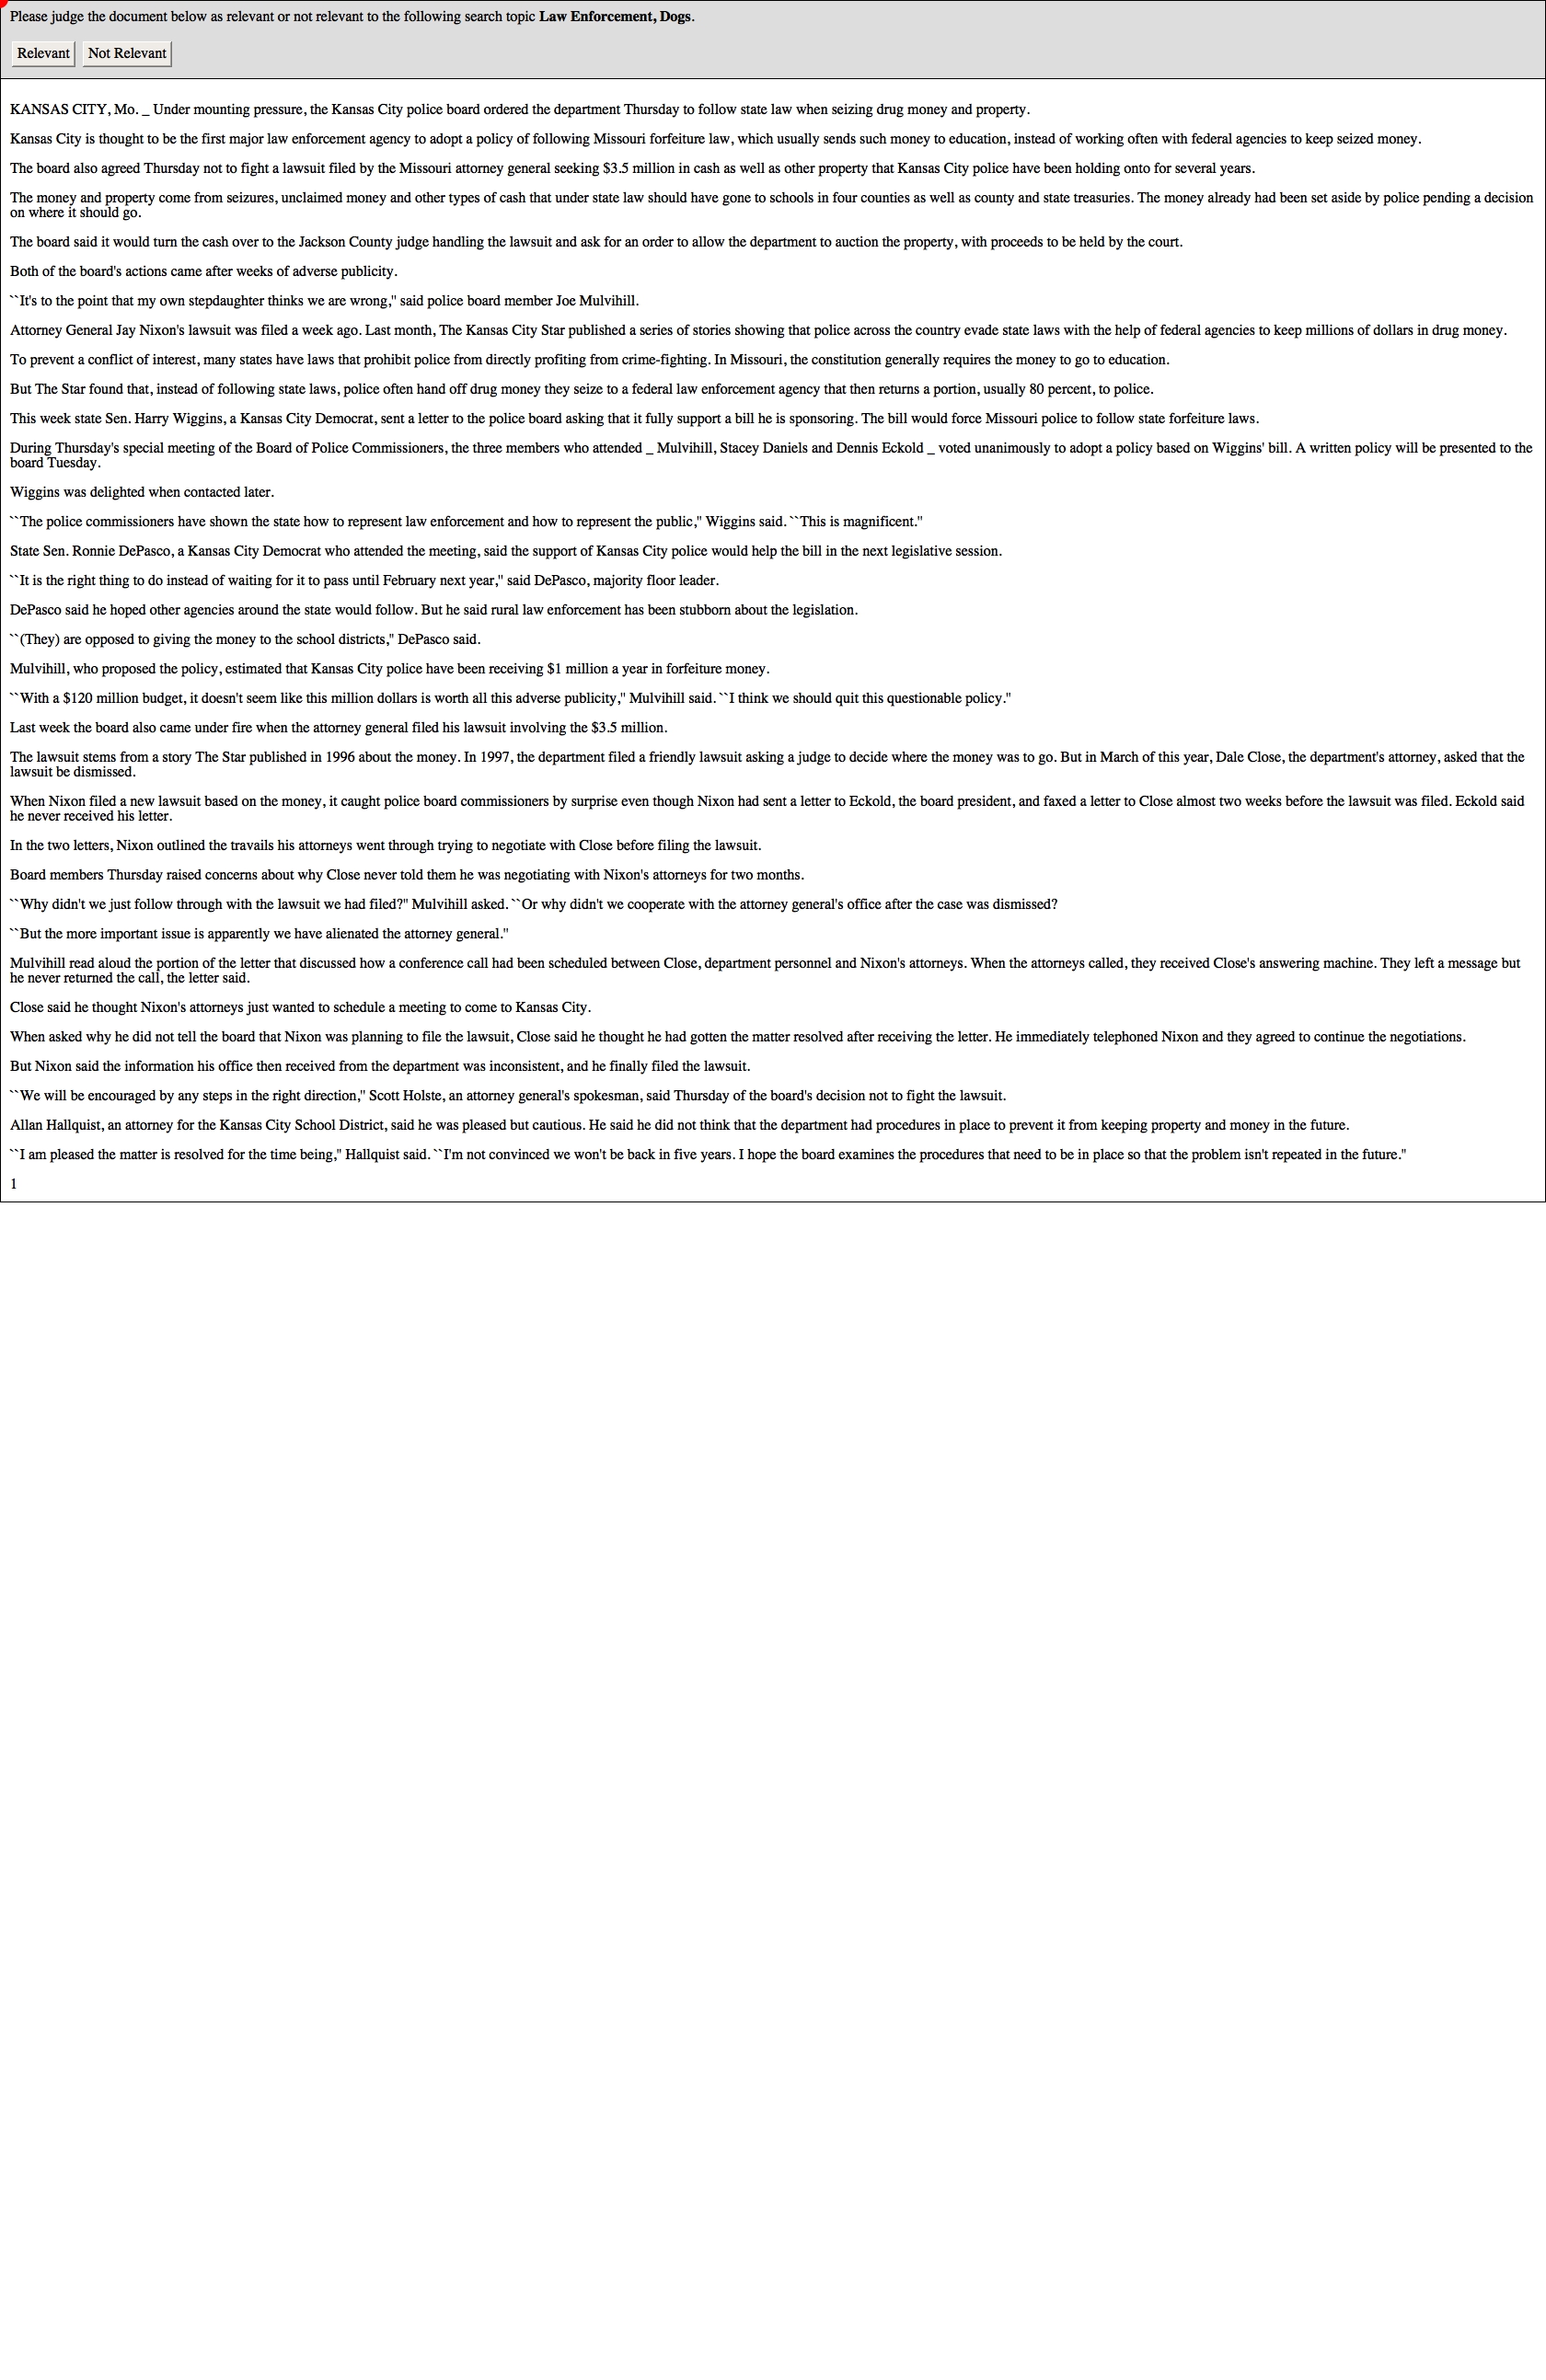 Please judge the document below as relevant or not relevant to the following search topic Law Enforcement, Dogs.
Relevant Not Relevant
KANSAS CITY, Mo. _ Under mounting pressure, the Kansas City police board ordered the department Thursday to follow state law when seizing drug money and property.
Kansas City is thought to be the first major law enforcement agency to adopt a policy of following Missouri forfeiture law, which usually sends such money to education, instead of working often with federal agencies to keep seized money.
The board also agreed Thursday not to fight a lawsuit filed by the Missouri attorney general seeking $3.5 million in cash as well as other property that Kansas City police have been holding onto for several years.
The money and property come from seizures, unclaimed money and other types of cash that under state law should have gone to schools in four counties as well as county and state treasuries. The money already had been set aside by police pending a decision
on where it should go.
The board said it would turn the cash over to the Jackson County judge handling the lawsuit and ask for an order to allow the department to auction the property, with proceeds to be held by the court.
Both of the board's actions came after weeks of adverse publicity.
``It's to the point that my own stepdaughter thinks we are wrong,'' said police board member Joe Mulvihill.
Attorney General Jay Nixon's lawsuit was filed a week ago. Last month, The Kansas City Star published a series of stories showing that police across the country evade state laws with the help of federal agencies to keep millions of dollars in drug money.
To prevent a conflict of interest, many states have laws that prohibit police from directly profiting from crime-fighting. In Missouri, the constitution generally requires the money to go to education.
But The Star found that, instead of following state laws, police often hand off drug money they seize to a federal law enforcement agency that then returns a portion, usually 80 percent, to police.
This week state Sen. Harry Wiggins, a Kansas City Democrat, sent a letter to the police board asking that it fully support a bill he is sponsoring. The bill would force Missouri police to follow state forfeiture laws.
During Thursday's special meeting of the Board of Police Commissioners, the three members who attended _ Mulvihill, Stacey Daniels and Dennis Eckold _ voted unanimously to adopt a policy based on Wiggins' bill. A written policy will be presented to the
board Tuesday.
Wiggins was delighted when contacted later.
``The police commissioners have shown the state how to represent law enforcement and how to represent the public,'' Wiggins said. ``This is magnificent.''
State Sen. Ronnie DePasco, a Kansas City Democrat who attended the meeting, said the support of Kansas City police would help the bill in the next legislative session.
``It is the right thing to do instead of waiting for it to pass until February next year,'' said DePasco, majority floor leader.
DePasco said he hoped other agencies around the state would follow. But he said rural law enforcement has been stubborn about the legislation.
``(They) are opposed to giving the money to the school districts,'' DePasco said.
Mulvihill, who proposed the policy, estimated that Kansas City police have been receiving $1 million a year in forfeiture money.
``With a $120 million budget, it doesn't seem like this million dollars is worth all this adverse publicity,'' Mulvihill said. ``I think we should quit this questionable policy.''
Last week the board also came under fire when the attorney general filed his lawsuit involving the $3.5 million.
The lawsuit stems from a story The Star published in 1996 about the money. In 1997, the department filed a friendly lawsuit asking a judge to decide where the money was to go. But in March of this year, Dale Close, the department's attorney, asked that the
lawsuit be dismissed.
When Nixon filed a new lawsuit based on the money, it caught police board commissioners by surprise even though Nixon had sent a letter to Eckold, the board president, and faxed a letter to Close almost two weeks before the lawsuit was filed. Eckold said
he never received his letter.
In the two letters, Nixon outlined the travails his attorneys went through trying to negotiate with Close before filing the lawsuit.
Board members Thursday raised concerns about why Close never told them he was negotiating with Nixon's attorneys for two months.
``Why didn't we just follow through with the lawsuit we had filed?'' Mulvihill asked. ``Or why didn't we cooperate with the attorney general's office after the case was dismissed?
``But the more important issue is apparently we have alienated the attorney general.''
Mulvihill read aloud the portion of the letter that discussed how a conference call had been scheduled between Close, department personnel and Nixon's attorneys. When the attorneys called, they received Close's answering machine. They left a message but
he never returned the call, the letter said.
Close said he thought Nixon's attorneys just wanted to schedule a meeting to come to Kansas City.
When asked why he did not tell the board that Nixon was planning to file the lawsuit, Close said he thought he had gotten the matter resolved after receiving the letter. He immediately telephoned Nixon and they agreed to continue the negotiations.
But Nixon said the information his office then received from the department was inconsistent, and he finally filed the lawsuit.
``We will be encouraged by any steps in the right direction,'' Scott Holste, an attorney general's spokesman, said Thursday of the board's decision not to fight the lawsuit.
Allan Hallquist, an attorney for the Kansas City School District, said he was pleased but cautious. He said he did not think that the department had procedures in place to prevent it from keeping property and money in the future.
``I am pleased the matter is resolved for the time being,'' Hallquist said. ``I'm not convinced we won't be back in five years. I hope the board examines the procedures that need to be in place so that the problem isn't repeated in the future.''
1